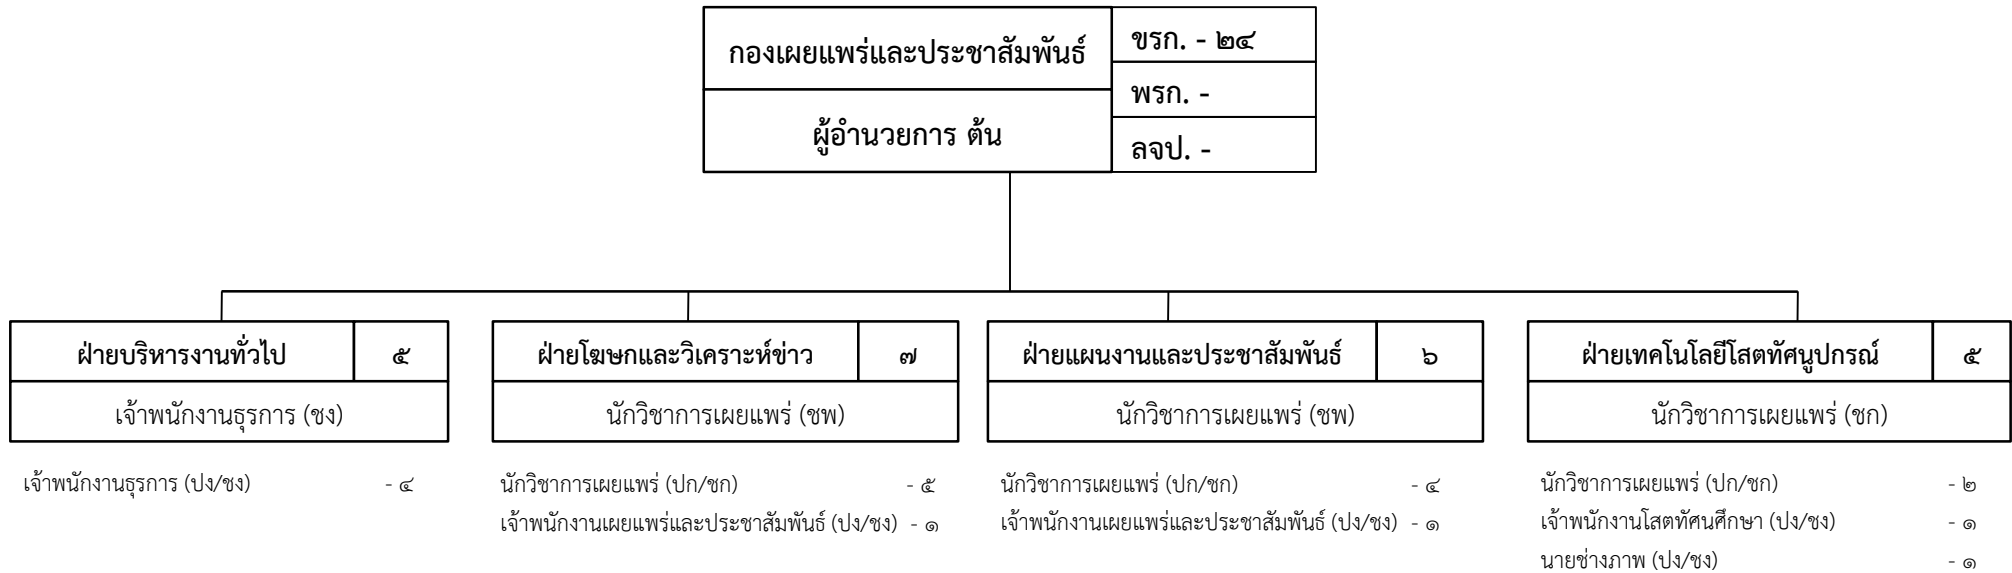 กองเผยแพร่และประชาสัมพันธ์
ผู้อำนวยการ ต้น
ขรก. - ๒๔
พรก. -
ลจป. -
ฝ่ายบริหารงานทั่วไป ๕
เจ้าพนักงานธุรการ (ชง)
เจ้าพนักงานธุรการ (ปง/ชง) - ๔
ฝ่ายโฆษกและวิเคราะห์ข่าว ๗
นักวิชาการเผยแพร่ (ชพ)
นักวิชาการเผยแพร่ (ปก/ชก) - ๕
เจ้าพนักงานเผยแพร่และประชาสัมพันธ์ (ปง/ชง) - ๑
ฝ่ายแผนงานและประชาสัมพันธ์ ๖
นักวิชาการเผยแพร่ (ชพ)
นักวิชาการเผยแพร่ (ปก/ชก) - ๔
เจ้าพนักงานเผยแพร่และประชาสัมพันธ์ (ปง/ชง) - ๑
ฝ่ายเทคโนโลยีโสตทัศนูปกรณ์ ๕
นักวิชาการเผยแพร่ (ชก)
นักวิชาการเผยแพร่ (ปก/ชก) - ๒
เจ้าพนักงานโสตทัศนศึกษา (ปง/ชง) - ๑
นายช่างภาพ (ปง/ชง) - ๑